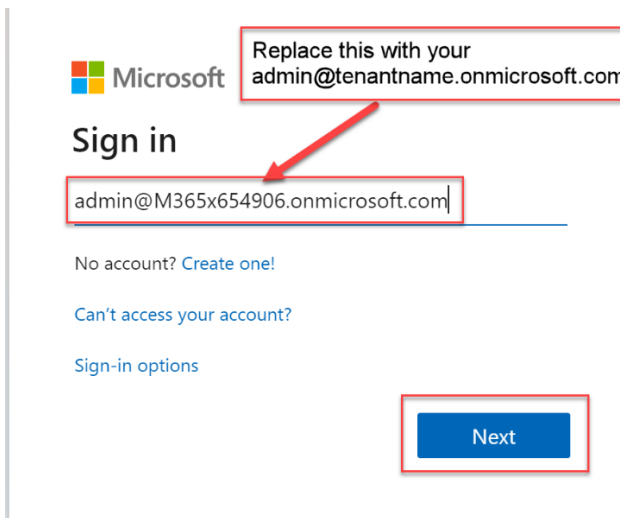 Replace this with your
admin@tenantname.onmicrosoft.com
Microsoft
Sign in
admin@M365x654906.onmicrosoft.com
No account? Create one!
Can't access your account?
Sign-in options
Next